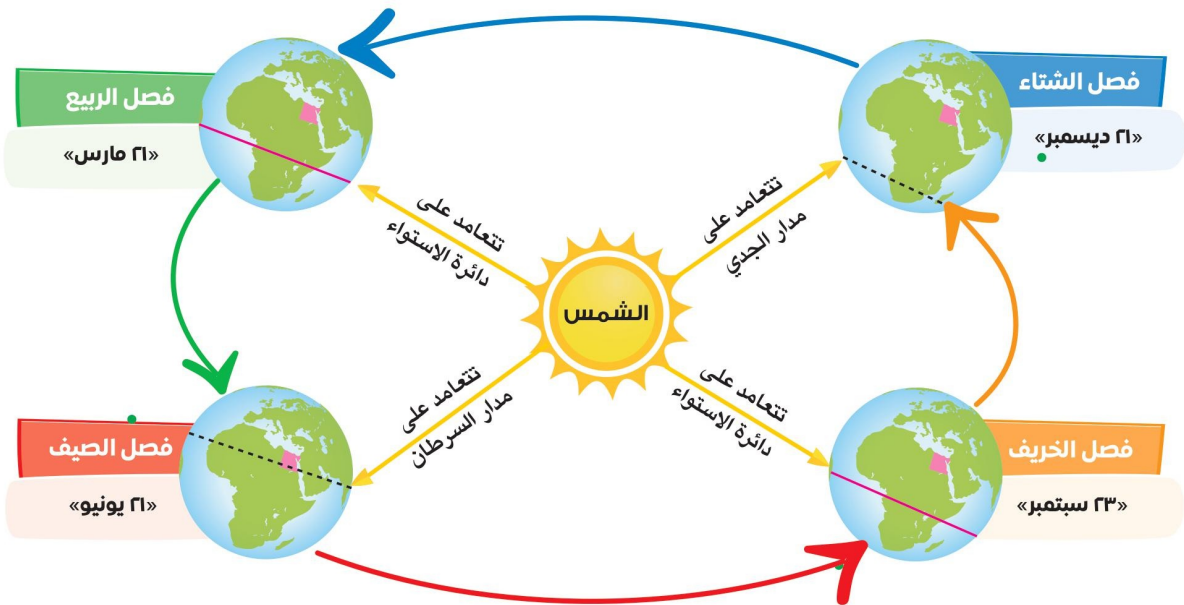 فصل الشتاء
«٢١ ديسمبر»
فصل الربيع
«٢١ مارس»
تتعامد على
مدار الجدي
تتعامد على
دائرة الاستواء
الشمس
تتعامد على
دائرة الاستواء
تتعامد على
مدار السرطان
فصل الخريف
«٢٣ سبتمبر»
فصل الصيف
«٢١ يونيو»